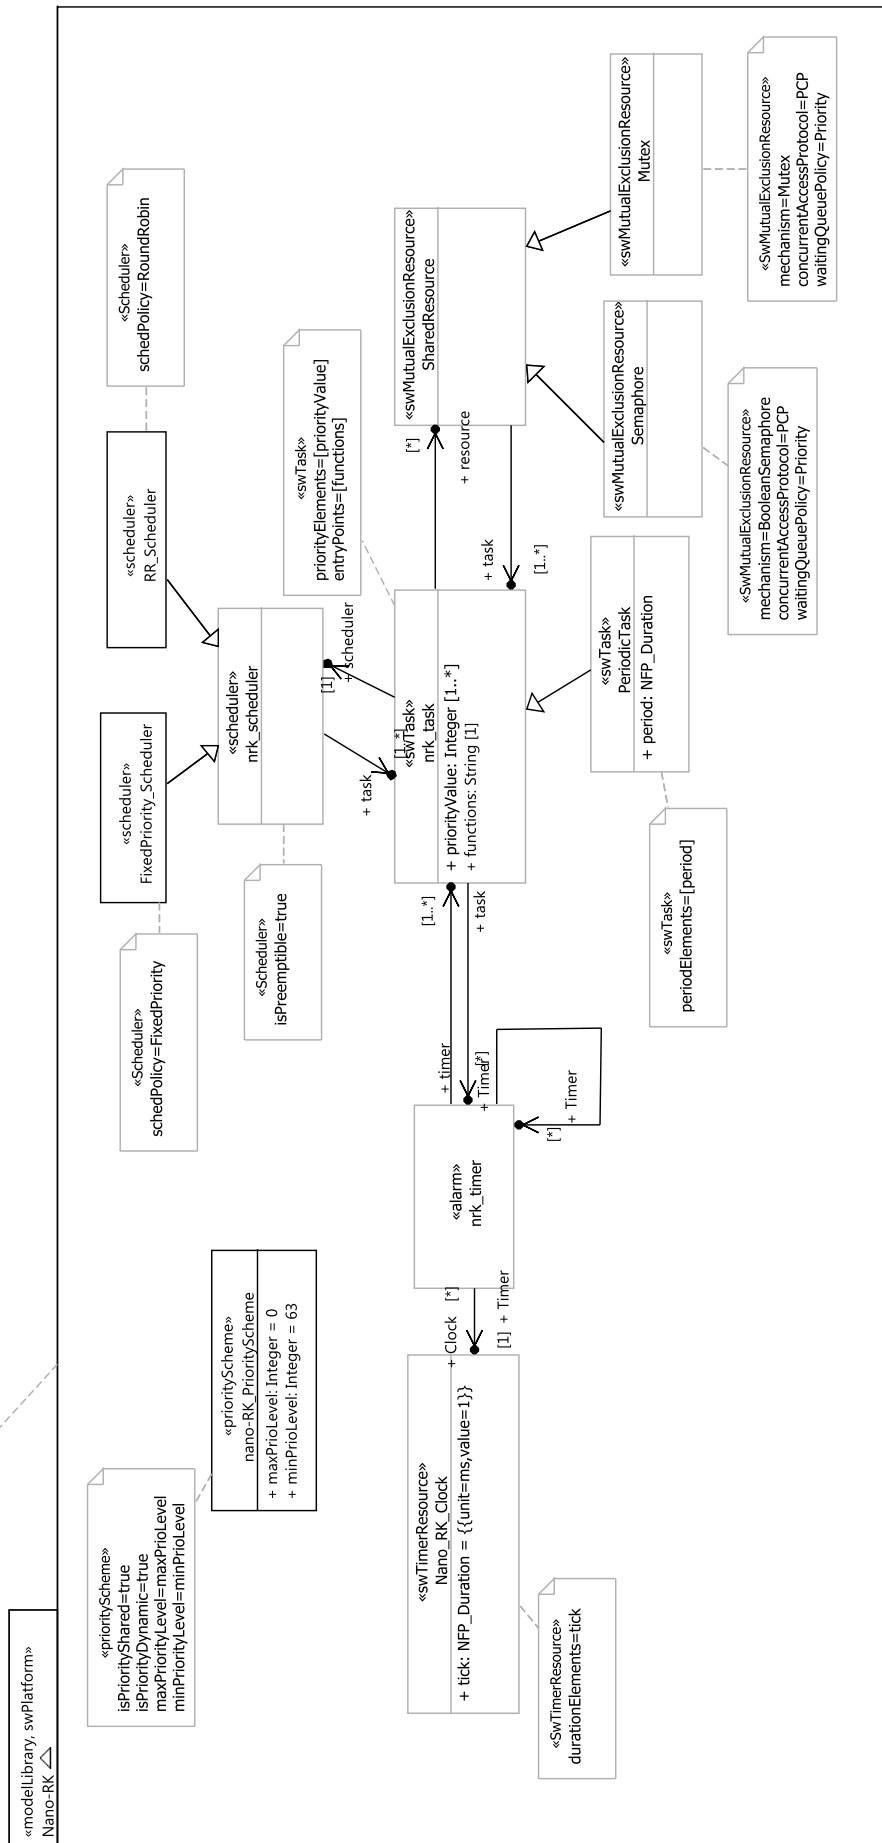 «modelLibrary, swPlatform»
Nano-RK
«priorityScheme»
isPriorityShared=true
isPriorityDynamic=true
maxPriorityLevel=maxPrioLevel
minPriorityLevel=minPrioLevel
«priorityScheme»
nano-RK_PriorityScheme
+ maxPrioLevel: Integer = 0
+ minPrioLevel: Integer = 63
«Scheduler»
schedPolicy=FixedPriority
«scheduler»
FixedPriority_Scheduler
«scheduler»
RR_Scheduler
«Scheduler»
schedPolicy=RoundRobin
«Scheduler»
isPreemptible=true
«scheduler»
nrk_scheduler
«swTask»
priorityElements=[priorityValue]
entryPoints=[functions]
[1]
+ scheduler
+ task
[1..*]
«swTimerResource»
Nano_RK_Clock
+ tick: NFP_Duration = {{unit=ms,value=1}}
«SwTimerResource»
durationElements=tick
+ Clock
[*]
[1]
+ Timer
«alarm»
nrk_timer
+ timer
[*]
+ Timer
[*]
+ Timer
[1..*]
+ task
«swTask»
nrk_task
+ priorityValue: Integer [1..*]
+ functions: String [1]
[*]
+ resource
+ task
[1..*]
«swMutualExclusionResource»
SharedResource
«swTask»
periodElements=[period]
«swTask»
PeriodicTask
+ period: NFP_Duration
«swMutualExclusionResource»
Semaphore
«swMutualExclusionResource»
Mutex
«SwMutualExclusionResource»
mechanism=BooleanSemaphore
concurrentAccessProtocol=PCP
waitingQueuePolicy=Priority
«SwMutualExclusionResource»
mechanism=Mutex
concurrentAccessProtocol=PCP
waitingQueuePolicy=Priority